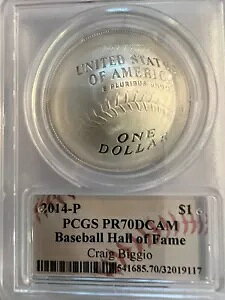 UNITED STATES
OF AMERICA
E PLURIBUS UNUM
ONE
DOLLAR
2014-P $1
PCGS PR70DCAM
Baseball Hall of Fame
Craig Biggio
541685.70/32019117